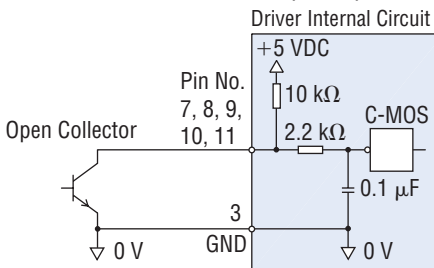 Driver Internal Circuit
+5 VDC
Pin No.
7, 8, 9,
10, 11
10 kΩ
C-MOS
Open Collector
2.2 kΩ
0.1 µF
3
GND
0 V
0 V